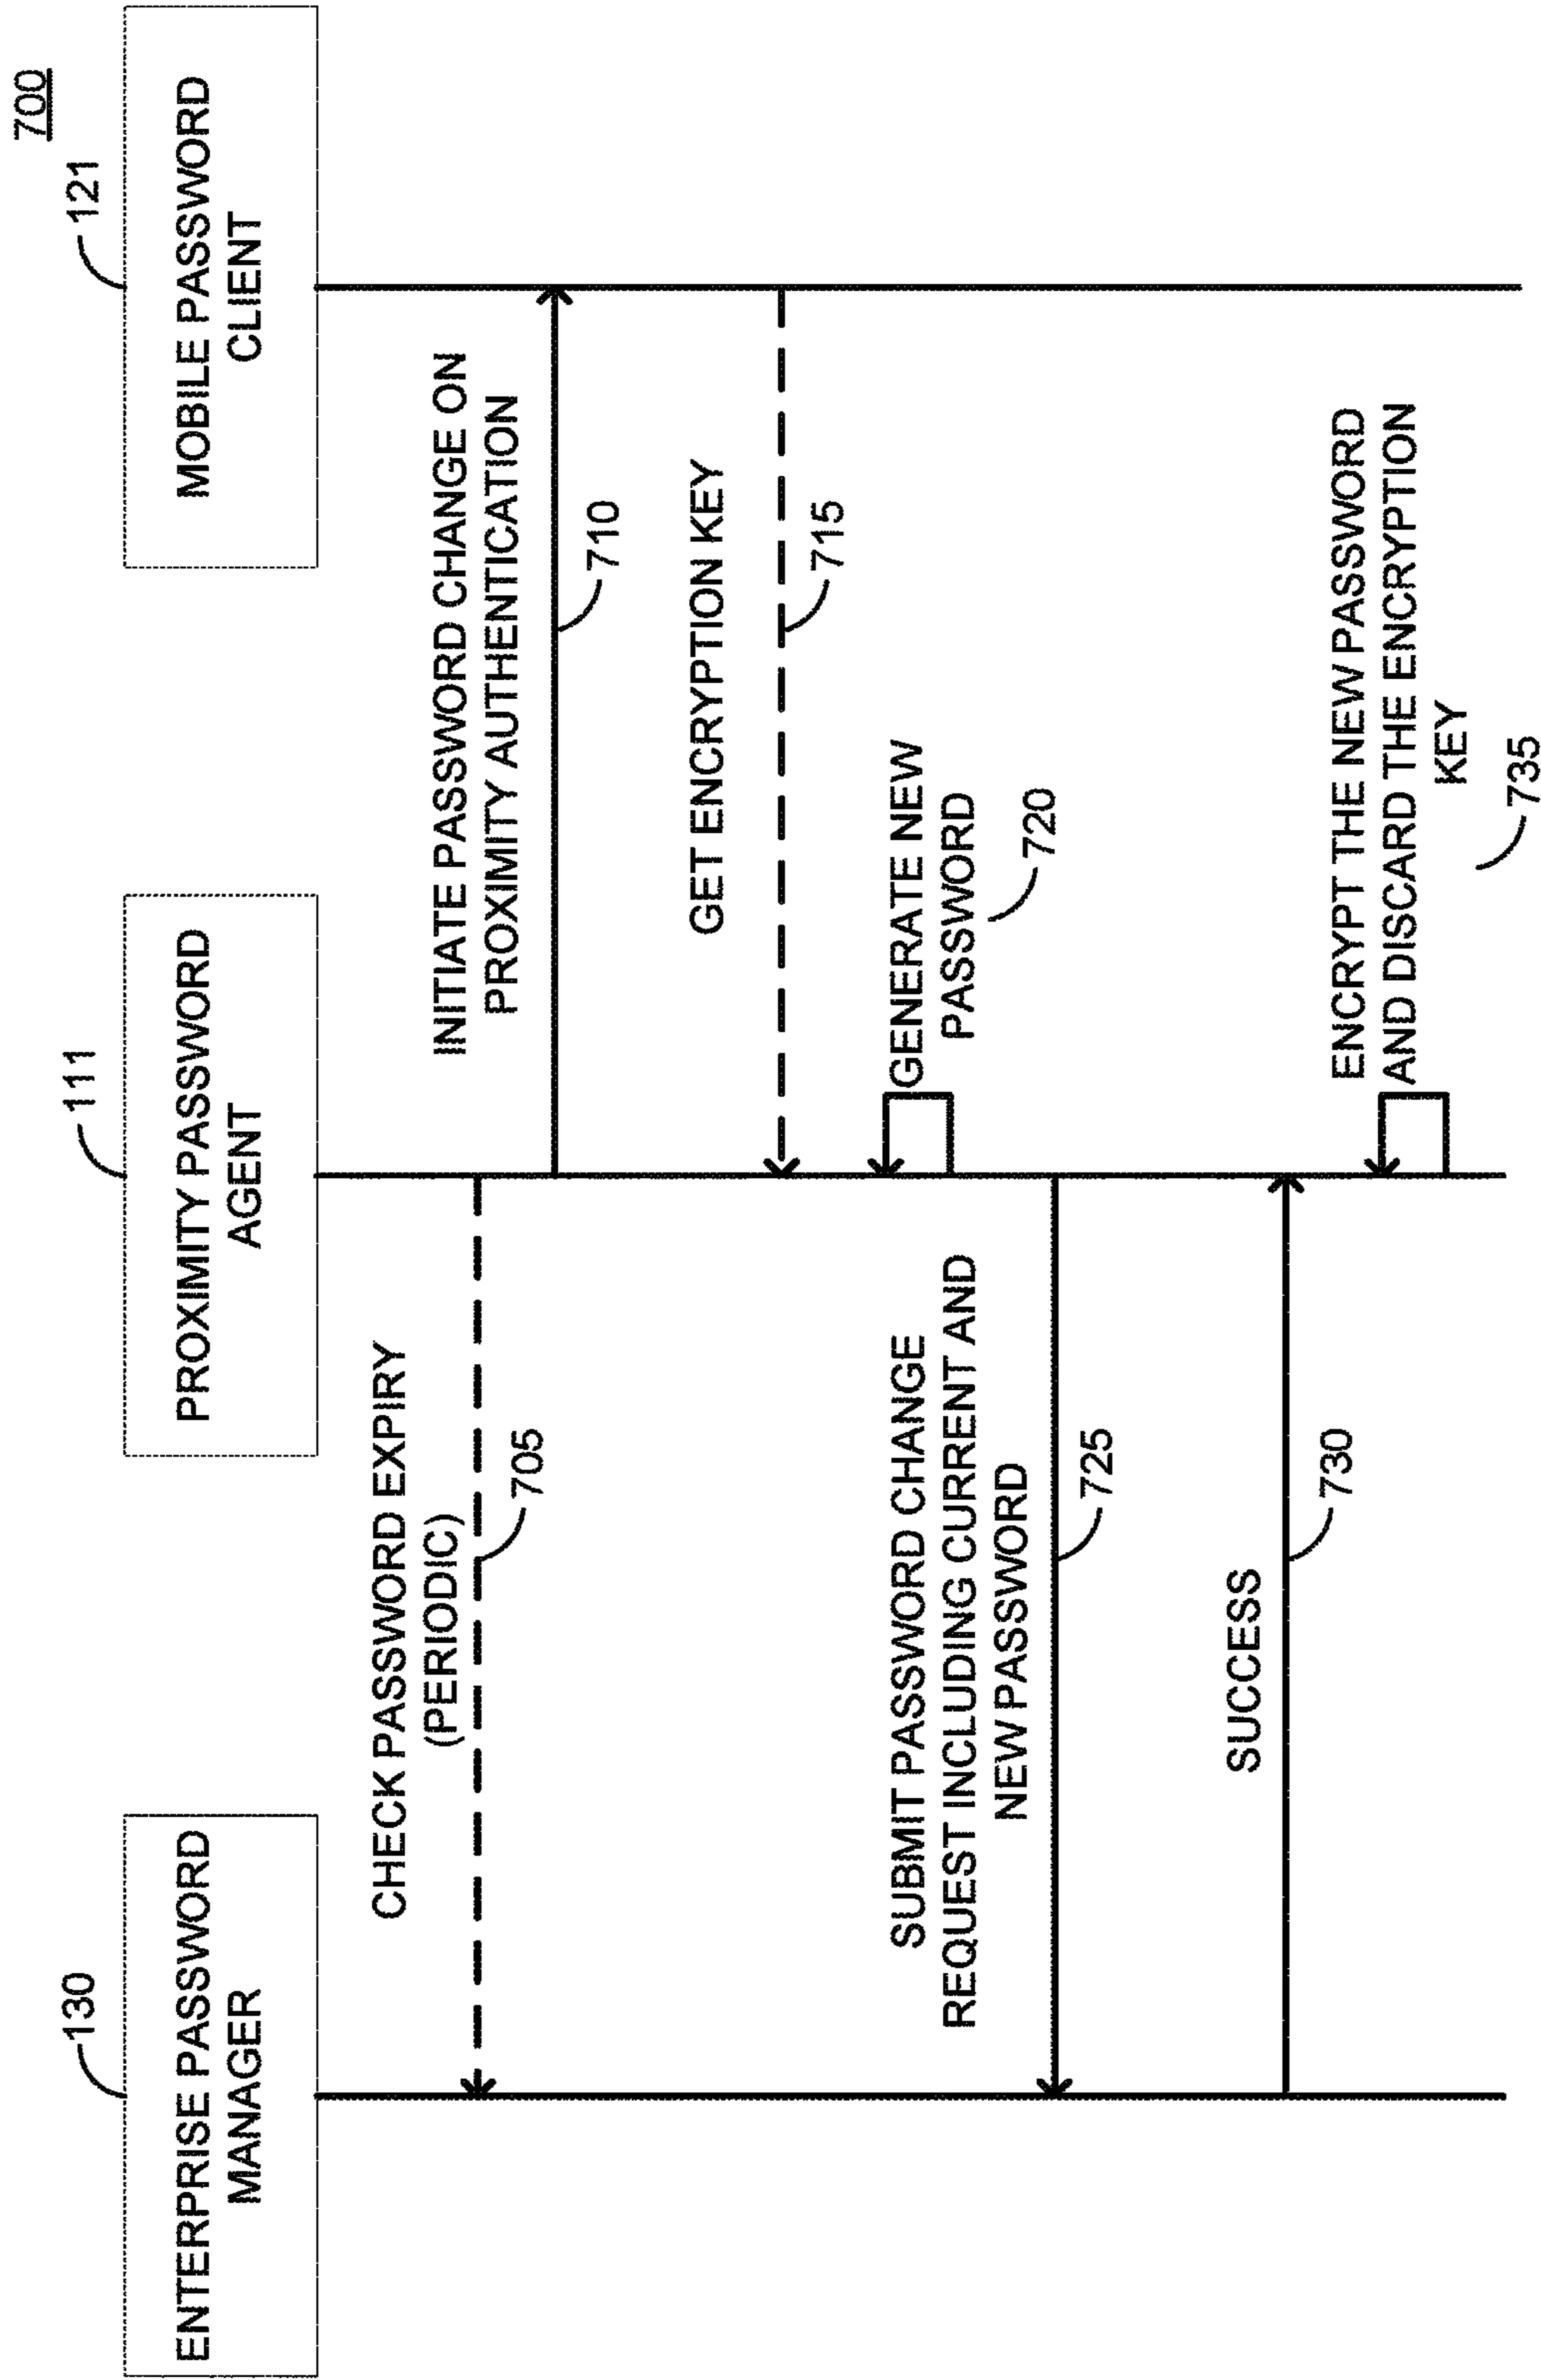 700
130
ENTERPRISE PASSWORD
MANAGER
111
PROXIMITY PASSWORD
AGENT
121
MOBILE PASSWORD
CLIENT
CHECK PASSWORD EXPIRY
(PERIODIC)
705
INITIATE PASSWORD CHANGE ON
PROXIMITY AUTHENTICATION
710
GET ENCRYPTION KEY
715
GENERATE NEW
PASSWORD
720
SUBMIT PASSWORD CHANGE
REQUEST INCLUDING CURRENT AND
NEW PASSWORD
725
SUCCESS
730
ENCRYPT THE NEW PASSWORD
AND DISCARD THE ENCRYPTION
KEY
735